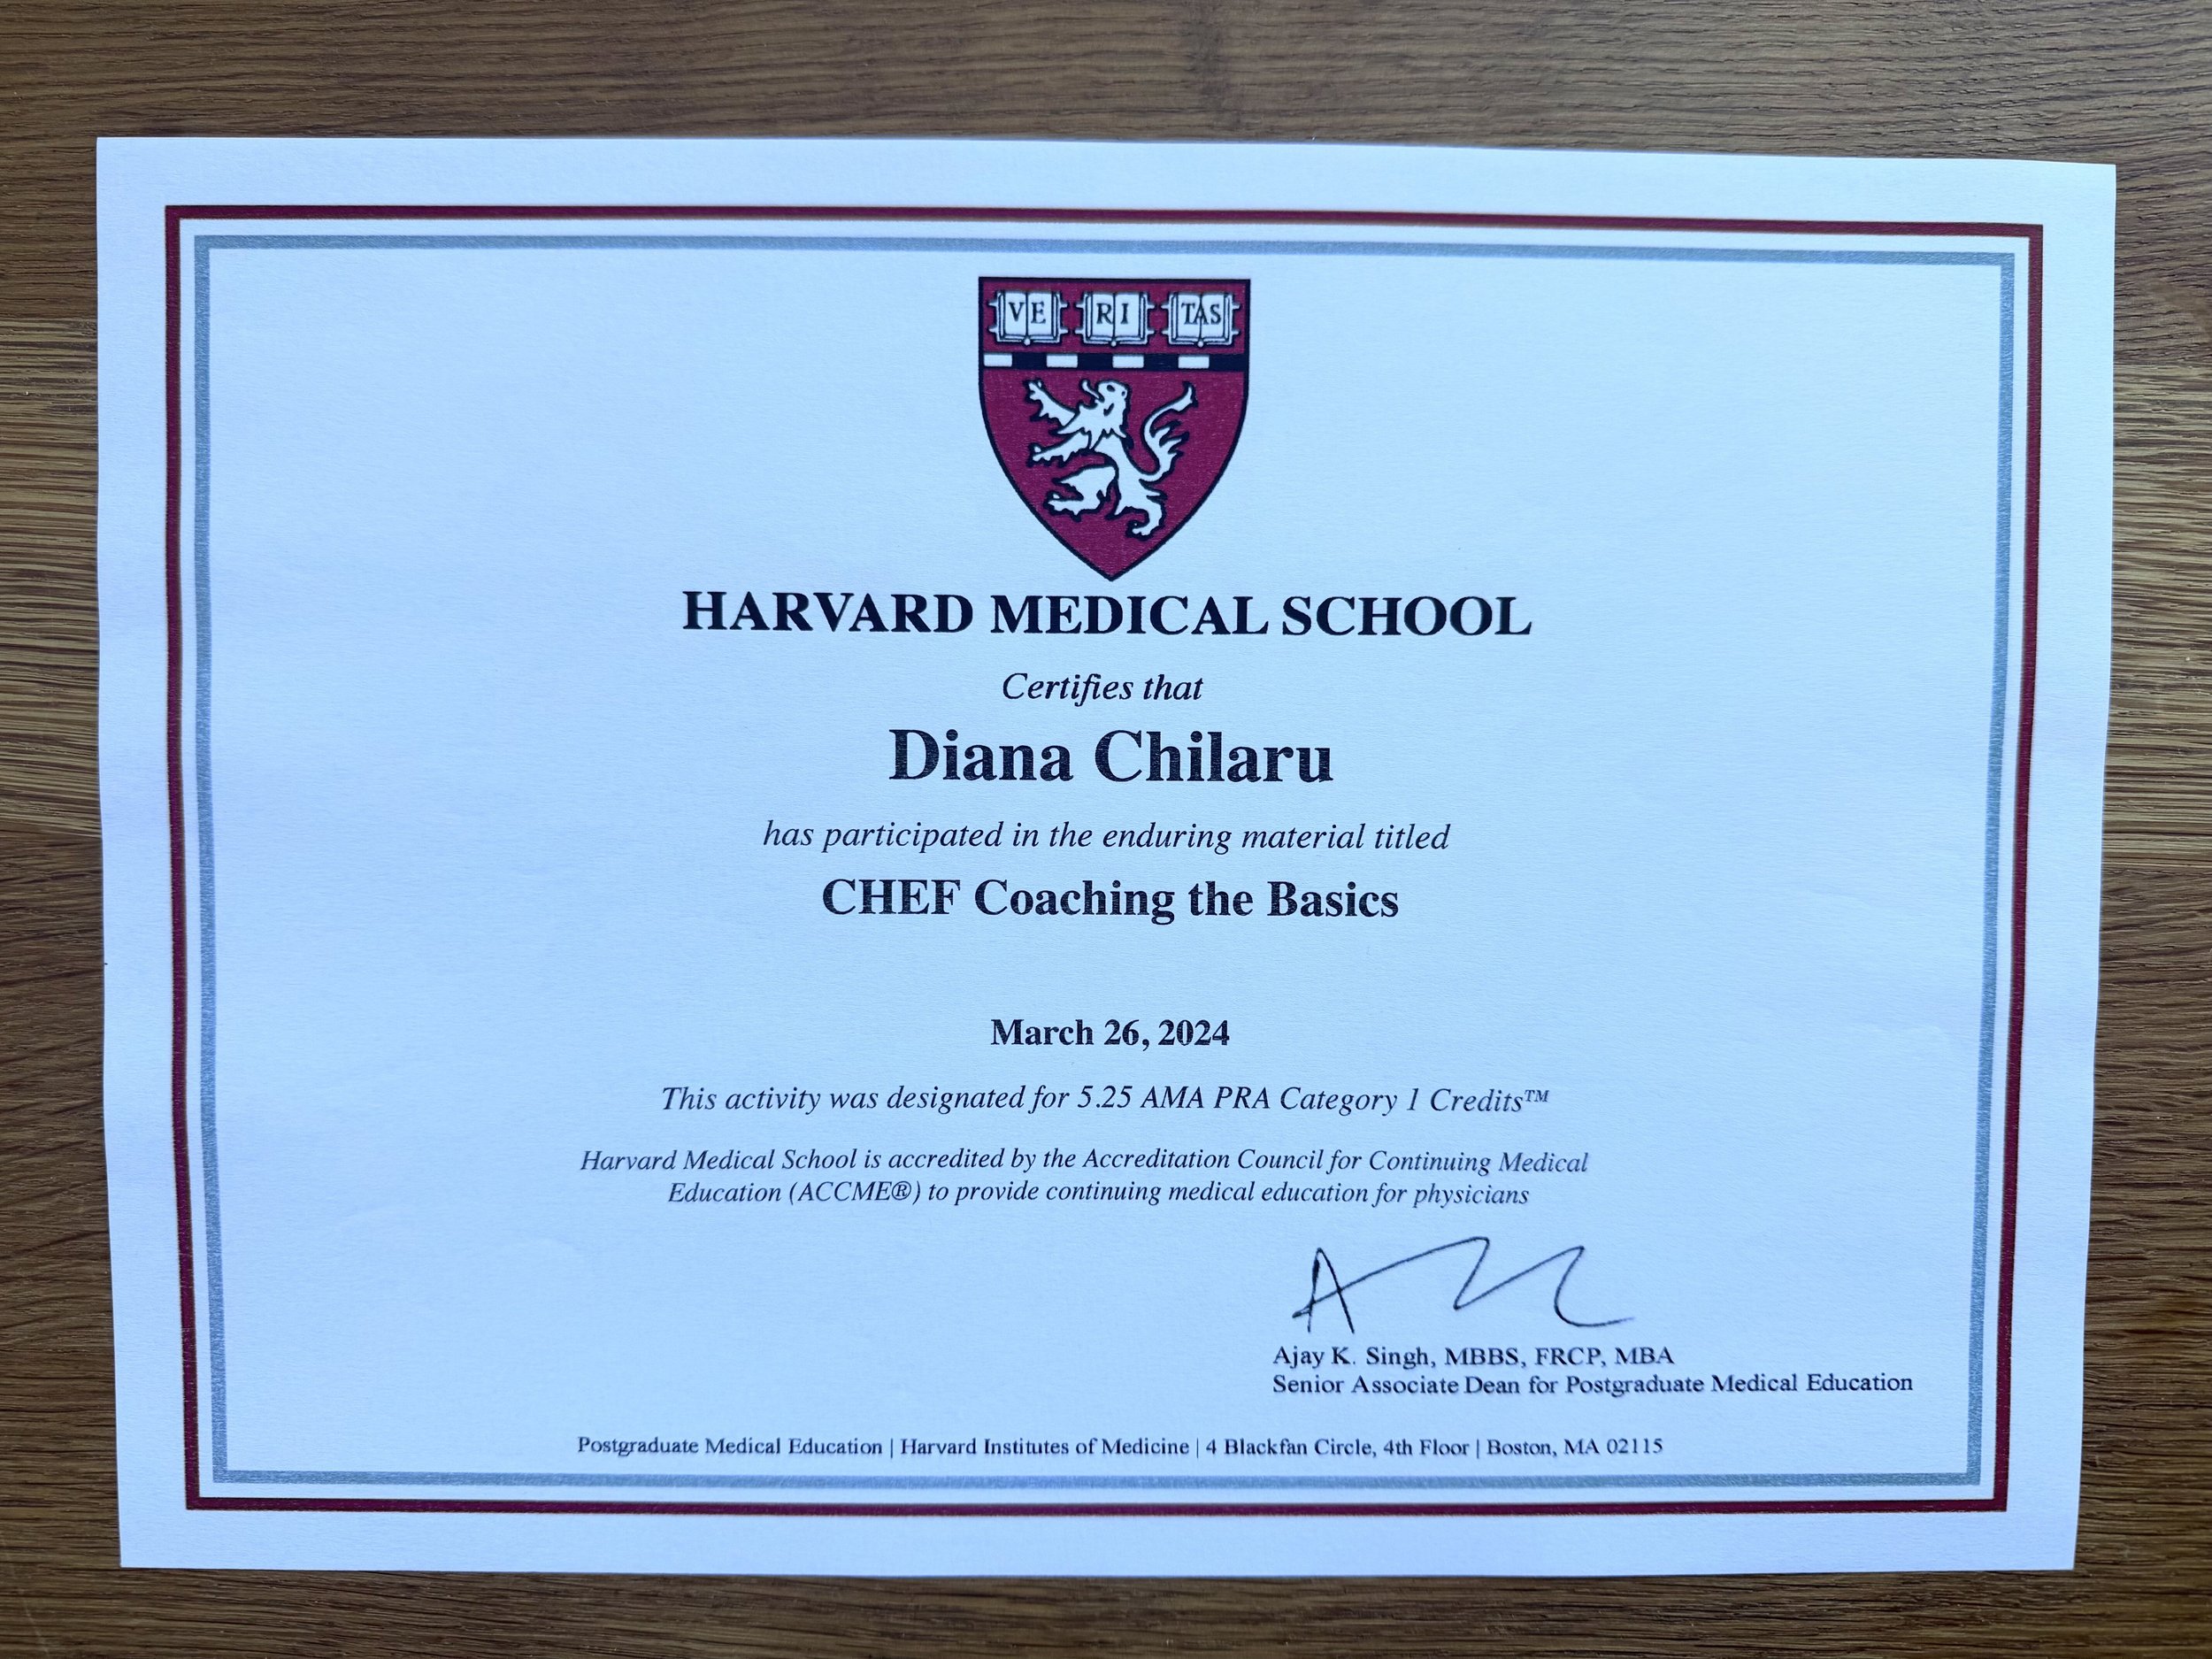 VE RI TAS
HARVARD MEDICAL SCHOOL
Certifies that
Diana Chilaru
has participated in the enduring material titled
CHEF Coaching the Basics
March 26, 2024
This activity was designated for 5.25 AMA PRA Category 1 Credits™
Harvard Medical School is accredited by the Accreditation Council for Continuing Medical
Education (ACCME®) to provide continuing medical education for physicians
Ajay K. Singh, MBBS, FRCP, MBA
Senior Associate Dean for Postgraduate Medical Education
Postgraduate Medical Education | Harvard Institutes of Medicine | 4 Blackfan Circle, 4th Floor | Boston, MA 02115